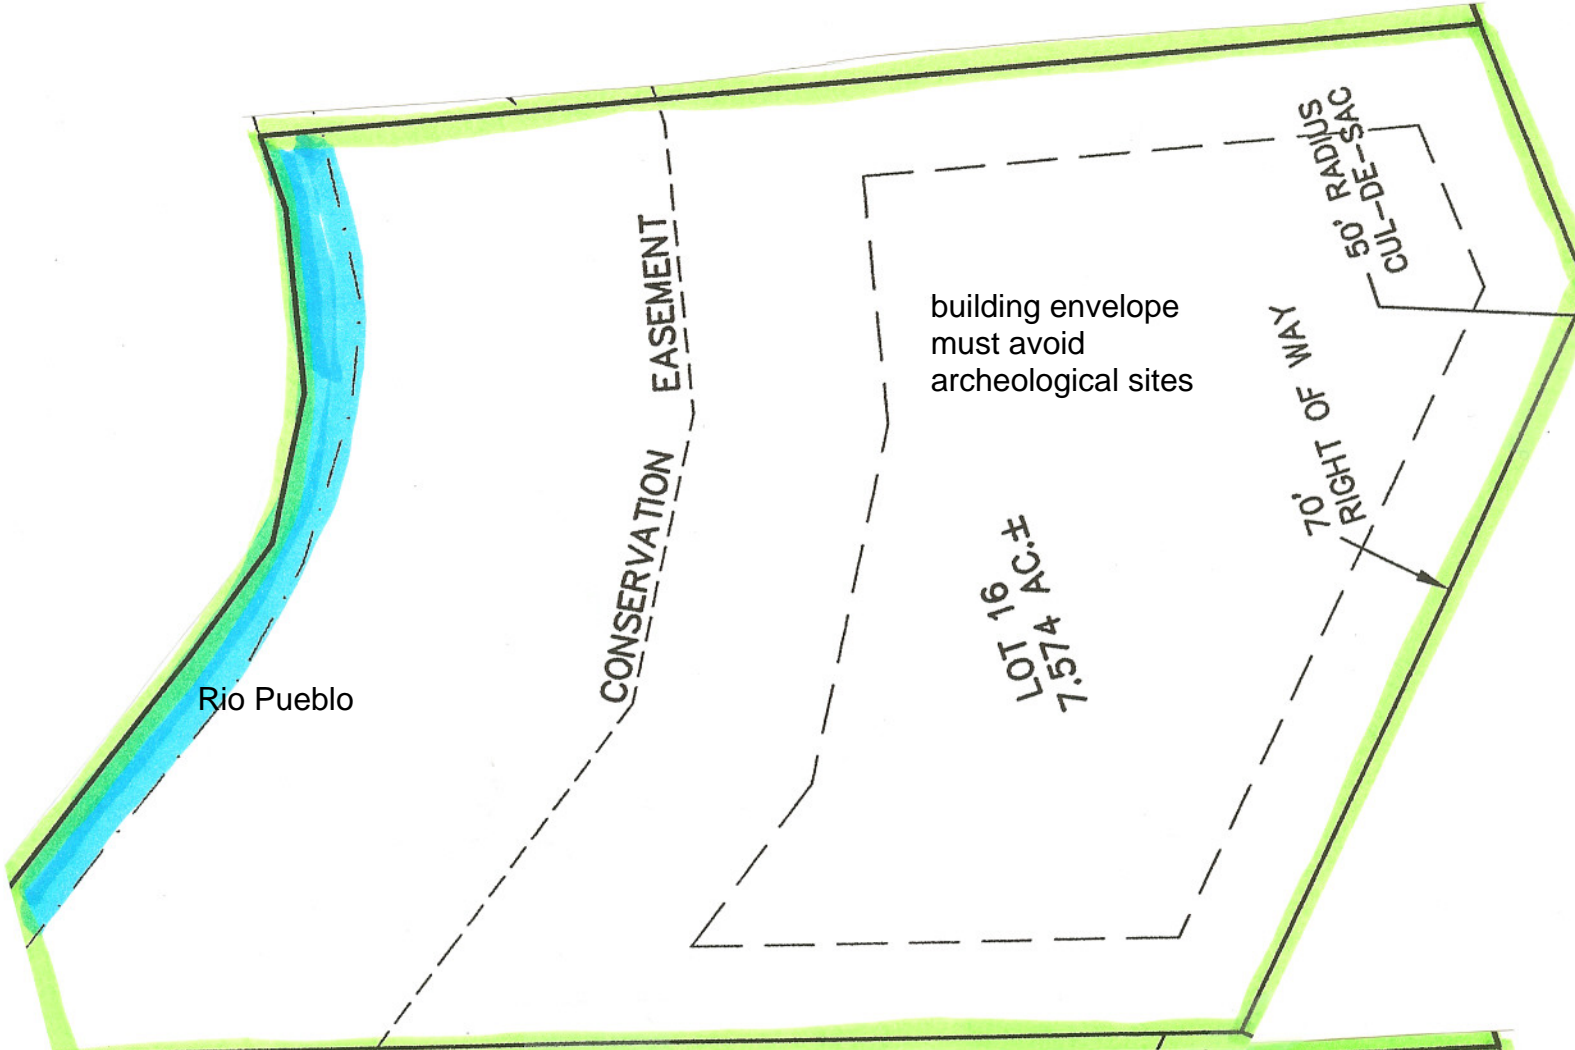 50' RADIUS
CUL-DE-SAC
EASEMENT
building envelope
must avoid
archeological sites
70'
RIGHT OF WAY
CONSERVATION
LOT 16
7.574 AC.±
Rio Pueblo